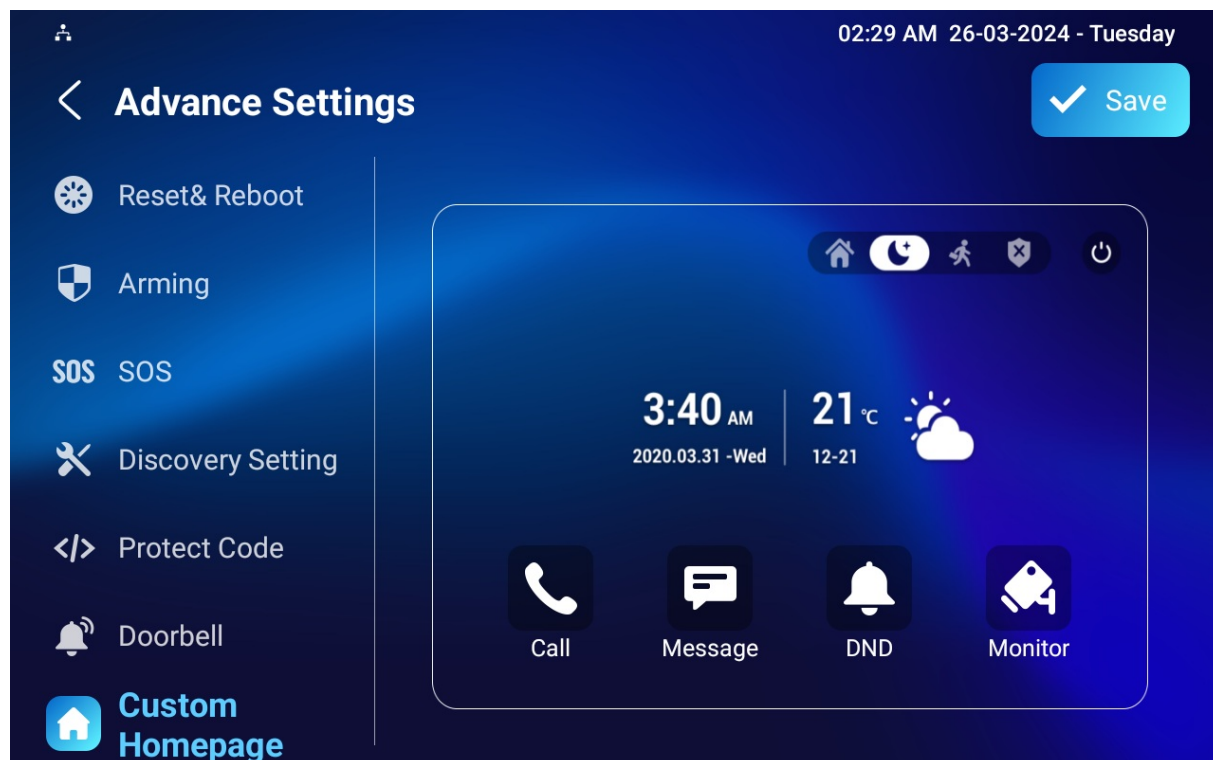 02:29 AM 26-03-2024 - Tuesday
Advance Settings
Save
Reset& Reboot
Arming
SOS SOS
Discovery Setting
</> Protect Code
Doorbell
Custom
Homepage
3:40 AM
2020.03.31 -Wed
21 ℃
12-21
Call
Message
DND
Monitor